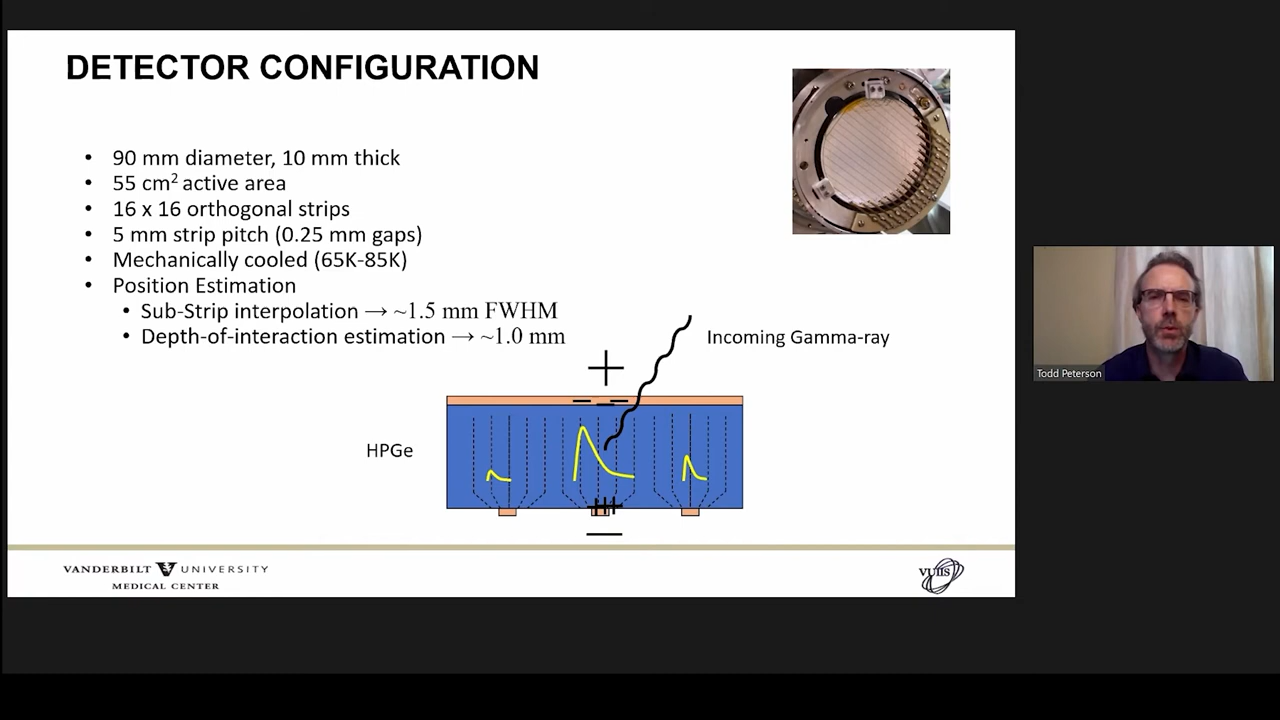 DETECTOR CONFIGURATION
• 90 mm diameter, 10 mm thick
• 55 cm² active area
• 16 x 16 orthogonal strips
• 5 mm strip pitch (0.25 mm gaps)
• Mechanically cooled (65K-85K)
• Position Estimation
• Sub-Strip interpolation → ~1.5 mm FWHM
• Depth-of-interaction estimation → ~1.0 mm
Incoming Gamma-ray
HPGe
VANDERBILT UNIVERSITY
MEDICAL CENTER
VUIIS
Todd Peterson